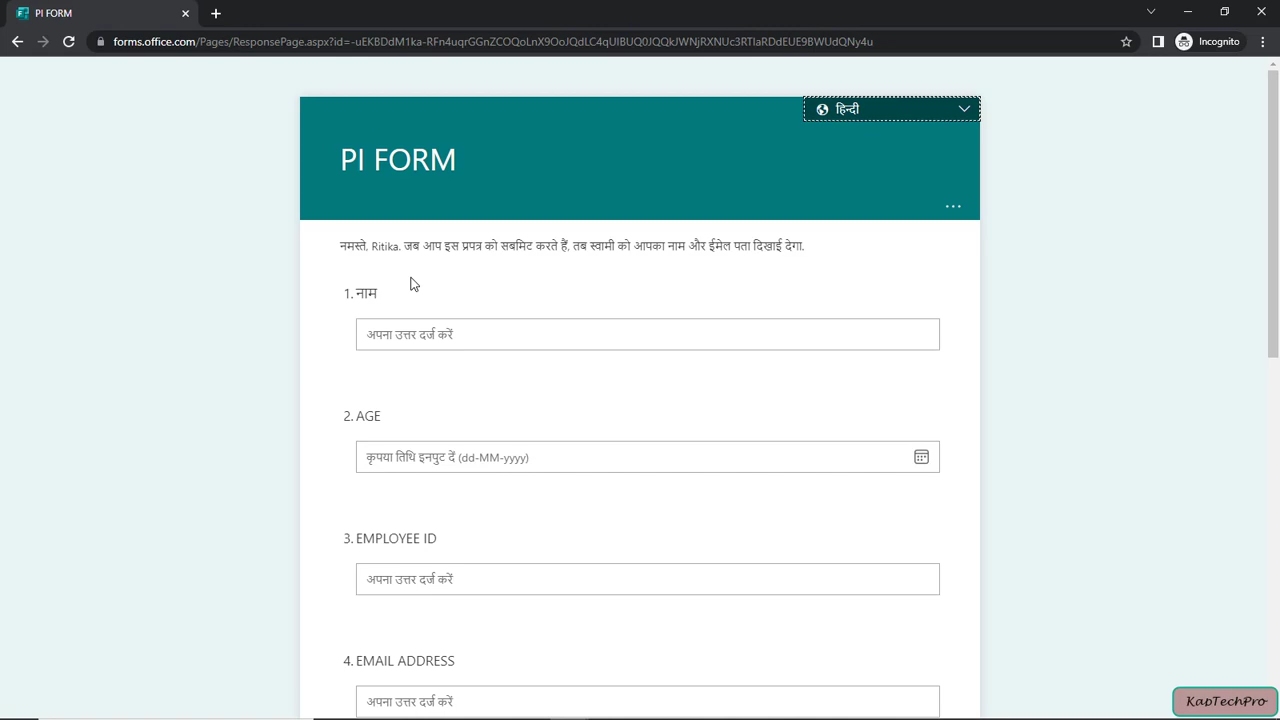 PI FORM
forms.office.com/Pages/ResponsePage.aspx?id=-uEKBDdM1ka-RFn4uqrGGnZCOQoLnX9OoJQdLC4qUlBUQ0JQQkJWNjRXNUc3RTlaRDdEUE9BWUdQNy4u
Incognito
हिन्दी
PI FORM
नमस्ते, Ritika. जब आप इस प्रपत्र को सबमिट करते हैं, तब स्वामी को आपका नाम और ईमेल पता दिखाई देगा.
1. नाम
अपना उत्तर दर्ज करें
2. AGE
कृपया तिथि इनपुट दें (dd-MM-yyyy)
3. EMPLOYEE ID
अपना उत्तर दर्ज करें
4. EMAIL ADDRESS
अपना उत्तर दर्ज करें
KapTechPro